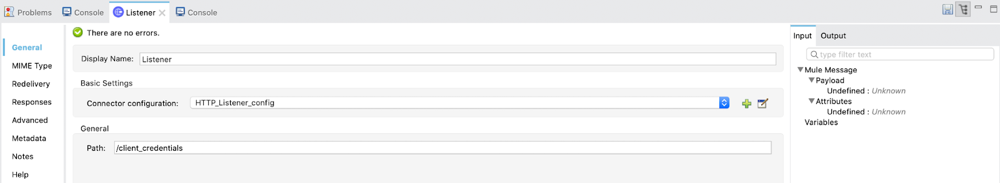 Problems Console Listener Console
There are no errors.
General
MIME Type
Redelivery
Responses
Advanced
Metadata
Notes
Help
Display Name: Listener
Basic Settings
Connector configuration: HTTP_Listener_config
General
Path: /client_credentials
Input Output
type filter text
Mule Message
Payload
Undefined : Unknown
Attributes
Undefined : Unknown
Variables